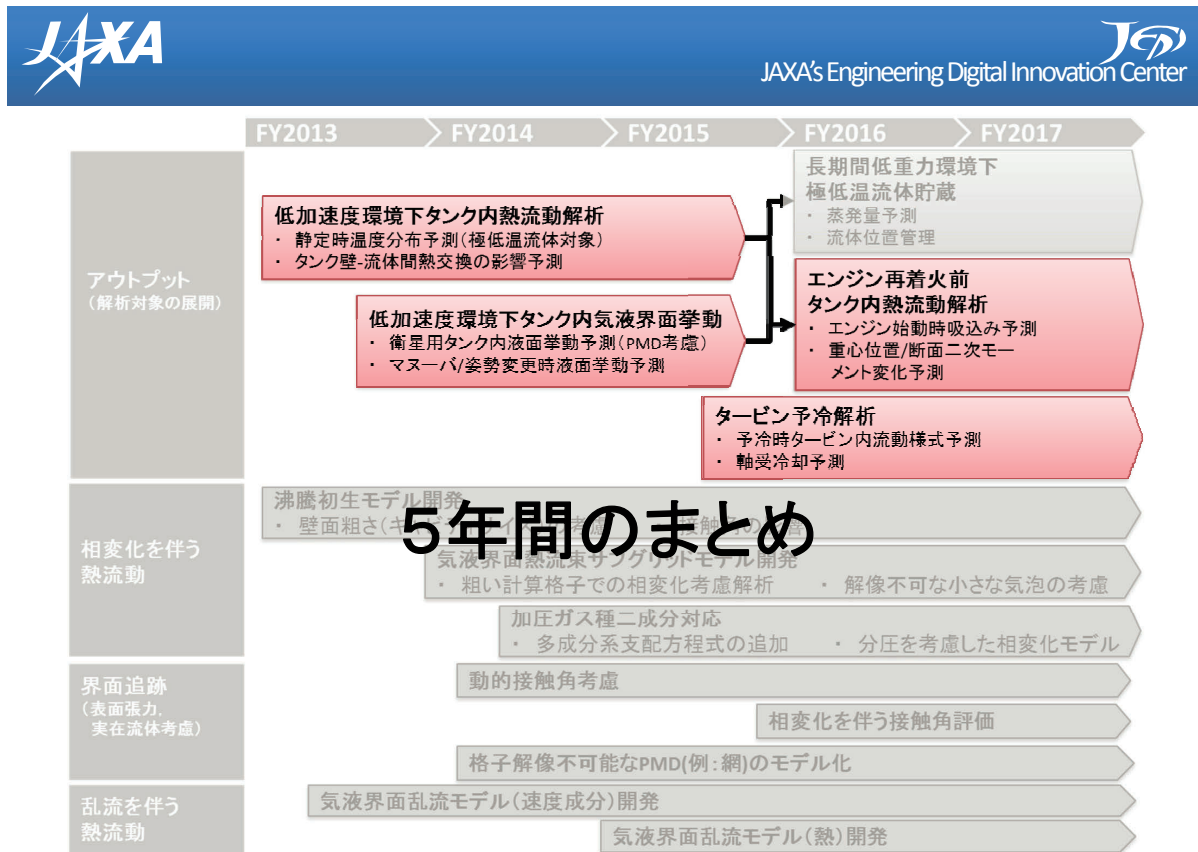 JAXA
JAXA's Engineering Digital Innovation Center
FY2013
FY2014
FY2015
FY2016
FY2017
アウトプット
（解析対象の展開）
長期間低重力環境下
極低温流体貯蔵
・ 蒸発量予測
・ 流体位置管理
低加速度環境下タンク内熱流動解析
・ 静定時温度分布予測（極低温流体対象）
・ タンク壁-流体間熱交換の影響予測
エンジン再着火前
タンク内熱流動解析
・ エンジン始動時吸込み予測
・ 重心位置/断面二次モー
メント変化予測
低加速度環境下タンク内気液界面挙動
・ 衛星用タンク内液面挙動予測（PMD考慮）
・ マヌーバ/姿勢変更時液面挙動予測
タービン予冷解析
・ 予冷時タービン内流動様式予測
・ 軸受冷却予測
相変化を伴う
熱流動
沸騰初生モデル開発
・ 壁面粗さ（キ
５年間のまとめ
気液界面熱流束サブグリッドモデル開発
・ 粗い計算格子での相変化考慮解析 ・ 解像不可な小さな気泡の考慮
加圧ガス種二成分対応
・ 多成分系支配方程式の追加 ・ 分圧を考慮した相変化モデル
界面追跡
（表面張力，
実在流体考慮）
動的接触角考慮
相変化を伴う接触角評価
格子解像不可能なPMD(例：網)のモデル化
乱流を伴う
熱流動
気液界面乱流モデル（速度成分）開発
気液界面乱流モデル（熱）開発